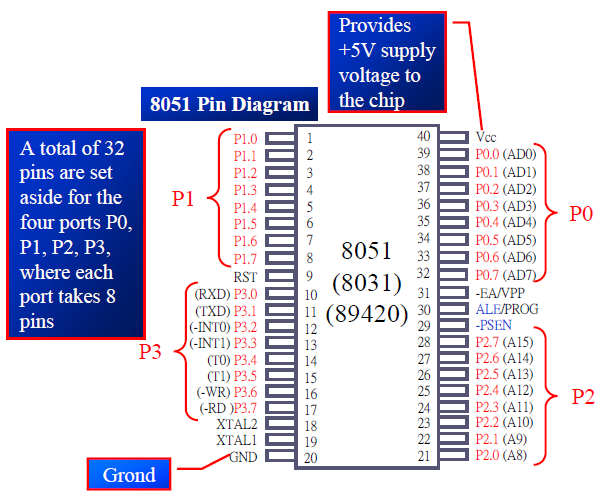 Provides
+5V supply
voltage to
the chip
8051 Pin Diagram
A total of 32
pins are set
aside for the
four ports P0,
P1, P2, P3,
where each
port takes 8
pins
P1
P3
P1.0 1
P1.1 2
P1.2 3
P1.3 4
P1.4 5
P1.5 6
P1.6 7
P1.7 8
RST 9
(RXD) P3.0 10
(TXD) P3.1 11
(-INT0) P3.2 12
(-INT1) P3.3 13
(T0) P3.4 14
(T1) P3.5 15
(-WR) P3.6 16
(-RD )P3.7 17
XTAL2 18
XTAL1 19
GND 20
Grond
8051
(8031)
(89420)
40 Vcc
39 P0.0 (AD0)
38 P0.1 (AD1)
37 P0.2 (AD2)
36 P0.3 (AD3)
35 P0.4 (AD4)
34 P0.5 (AD5)
33 P0.6 (AD6)
32 P0.7 (AD7)
31 -EA/VPP
30 ALE/PROG
29 -PSEN
28 P2.7 (A15)
27 P2.6 (A14)
26 P2.5 (A13)
25 P2.4 (A12)
24 P2.3 (A11)
23 P2.2 (A10)
22 P2.1 (A9)
21 P2.0 (A8)
P0
P2